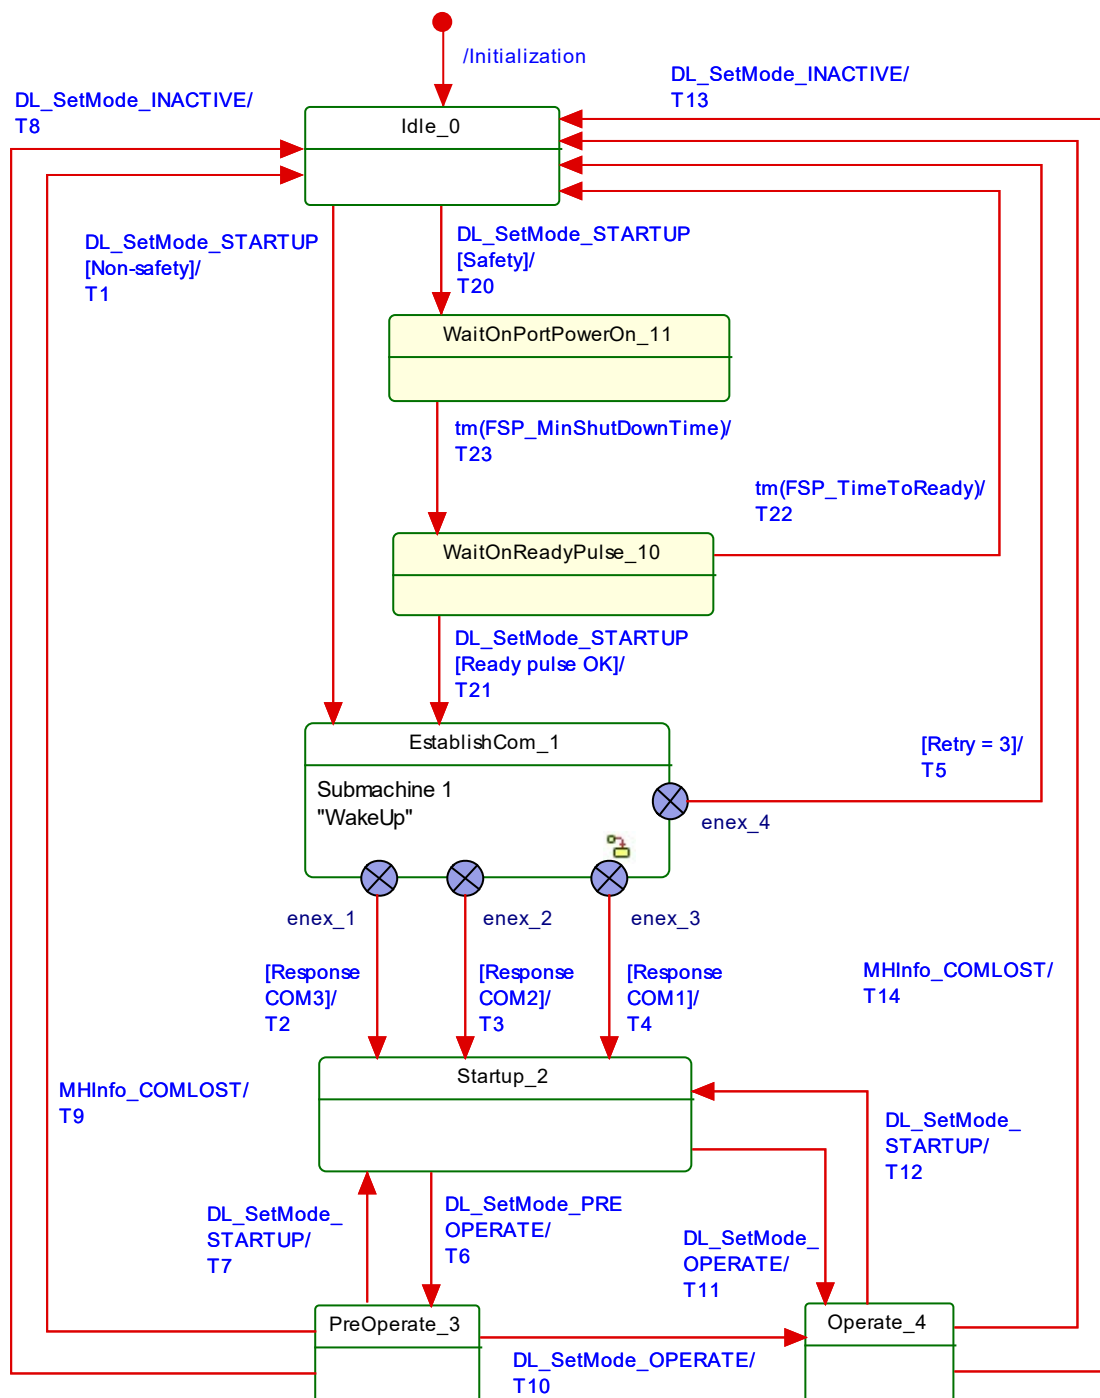 /Initialization
DL_SetMode_INACTIVE/
T13
DL_SetMode_INACTIVE/
T8
Idle_0
DL_SetMode_STARTUP
[Non-safety]/
T1
DL_SetMode_STARTUP
[Safety]/
T20
WaitOnPortPowerOn_11
tm(FSP_MinShutDownTime)/
T23
tm(FSP_TimeToReady)/
T22
WaitOnReadyPulse_10
DL_SetMode_STARTUP
[Ready pulse OK]/
T21
EstablishCom_1
Submachine 1
"WakeUp"
[Retry = 3]/
T5
enex_4
enex_1
enex_2
enex_3
[Response
COM3]/
T2
[Response
COM2]/
T3
[Response
COM1]/
T4
MHInfo_COMLOST/
T14
Startup_2
MHInfo_COMLOST/
T9
DL_SetMode_
STARTUP/
T12
DL_SetMode_
STARTUP/
T7
DL_SetMode_PRE
OPERATE/
T6
DL_SetMode_
OPERATE/
T11
PreOperate_3
Operate_4
DL_SetMode_OPERATE/
T10